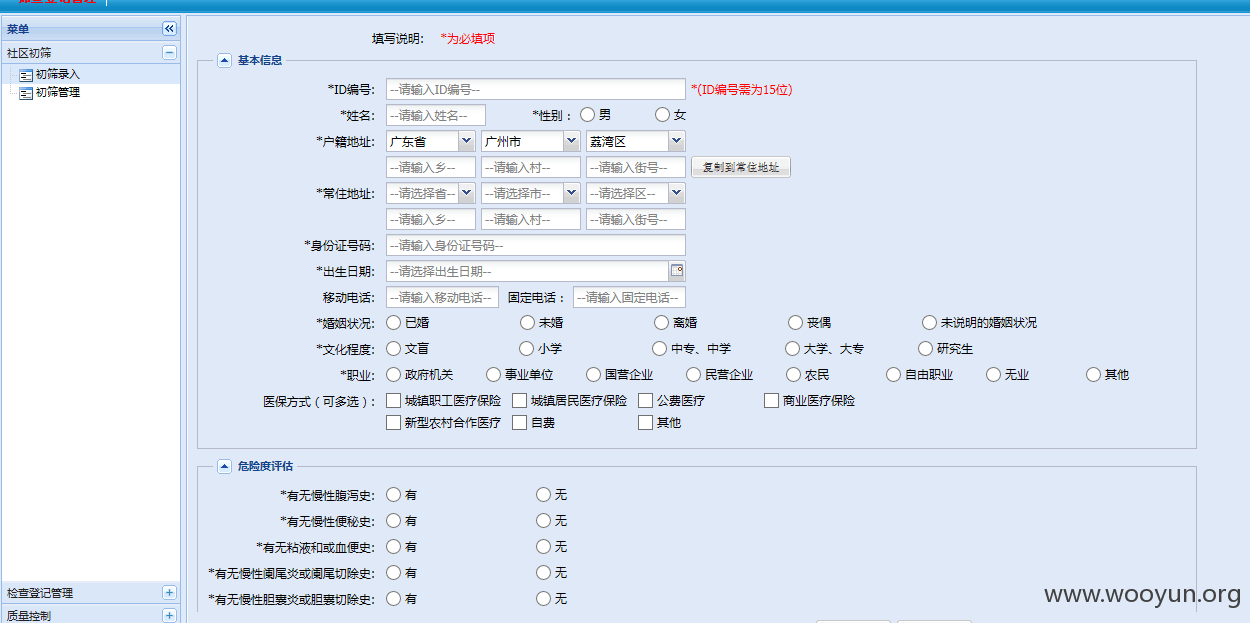 筛查登记管理
菜单
社区初筛
初筛录入
初筛管理
检查登记管理
质量控制
填写说明: *为必填项
基本信息
*ID编号: --请输入ID编号-- *(ID编号需为15位)
*姓名: --请输入姓名-- *性别: 男 女
*户籍地址: 广东省 广州市 荔湾区
--请输入乡-- --请输入村-- --请输入街号-- 复制到常住地址
*常住地址: --请选择省-- --请选择市-- --请选择区--
--请输入乡-- --请输入村-- --请输入街号--
*身份证号码: --请输入身份证号码--
*出生日期: --请选择出生日期--
移动电话: --请输入移动电话-- 固定电话: --请输入固定电话--
*婚姻状况: 已婚 未婚 离婚 丧偶 未说明的婚姻状况
*文化程度: 文盲 小学 中专、中学 大学、大专 研究生
*职业: 政府机关 事业单位 国营企业 民营企业 农民 自由职业 无业 其他
医保方式(可多选): 城镇职工医疗保险 城镇居民医疗保险 公费医疗 商业医疗保险
新型农村合作医疗 自费 其他
危险度评估
*有无慢性腹泻史: 有 无
*有无慢性便秘史: 有 无
*有无粘液和或血便史: 有 无
*有无慢性阑尾炎或阑尾切除史: 有 无
*有无慢性胆囊炎或胆囊切除史: 有 无
www.wooyun.org